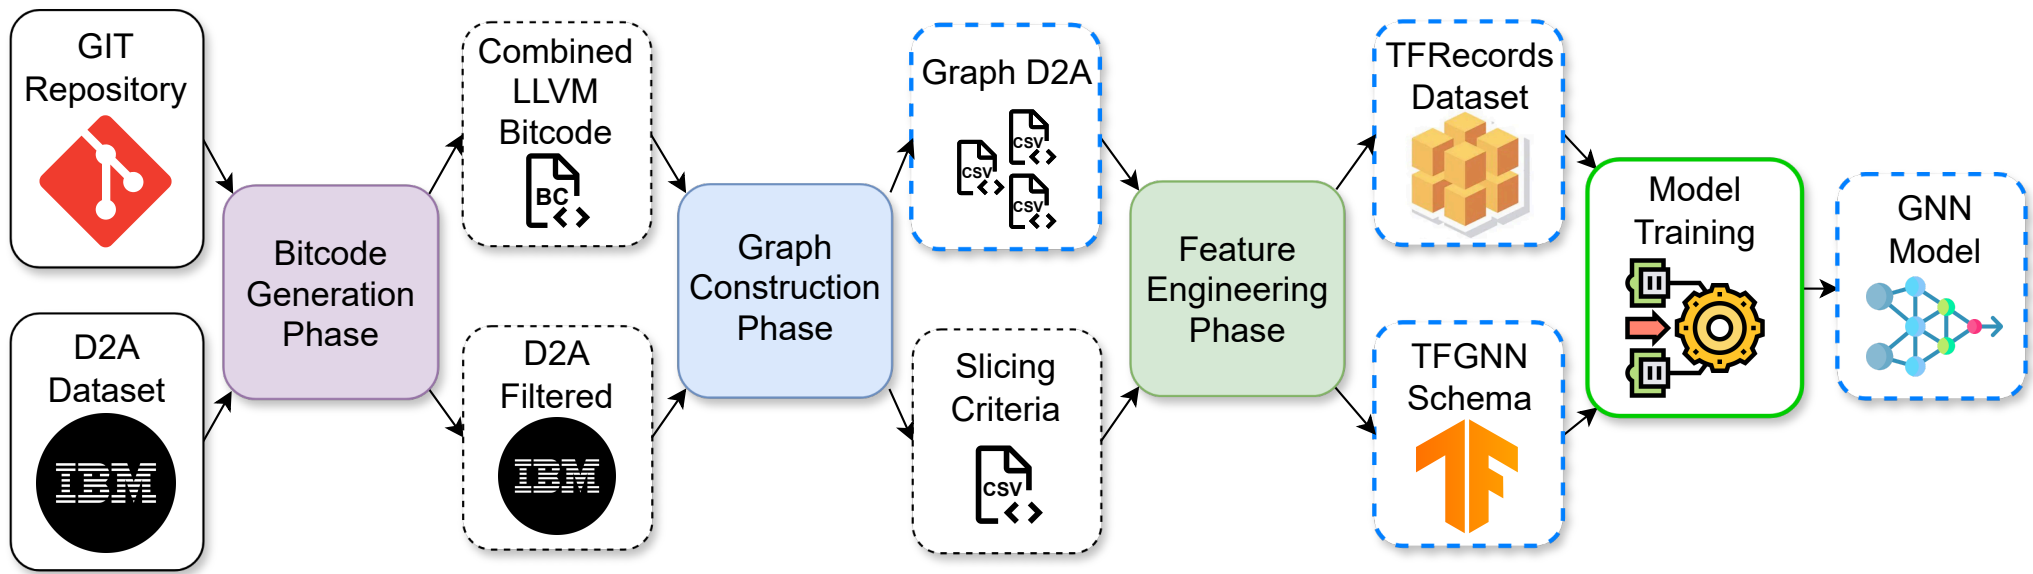 GIT
Repository
D2A
Dataset
IBM
Bitcode
Generation
Phase
Combined
LLVM
Bitcode
BC
D2A
Filtered
IBM
Graph
Construction
Phase
Graph D2A
CSV
CSV
CSV
Slicing
Criteria
CSV
Feature
Engineering
Phase
TFRecords
Dataset
TFGNN
Schema
Model
Training
GNN
Model